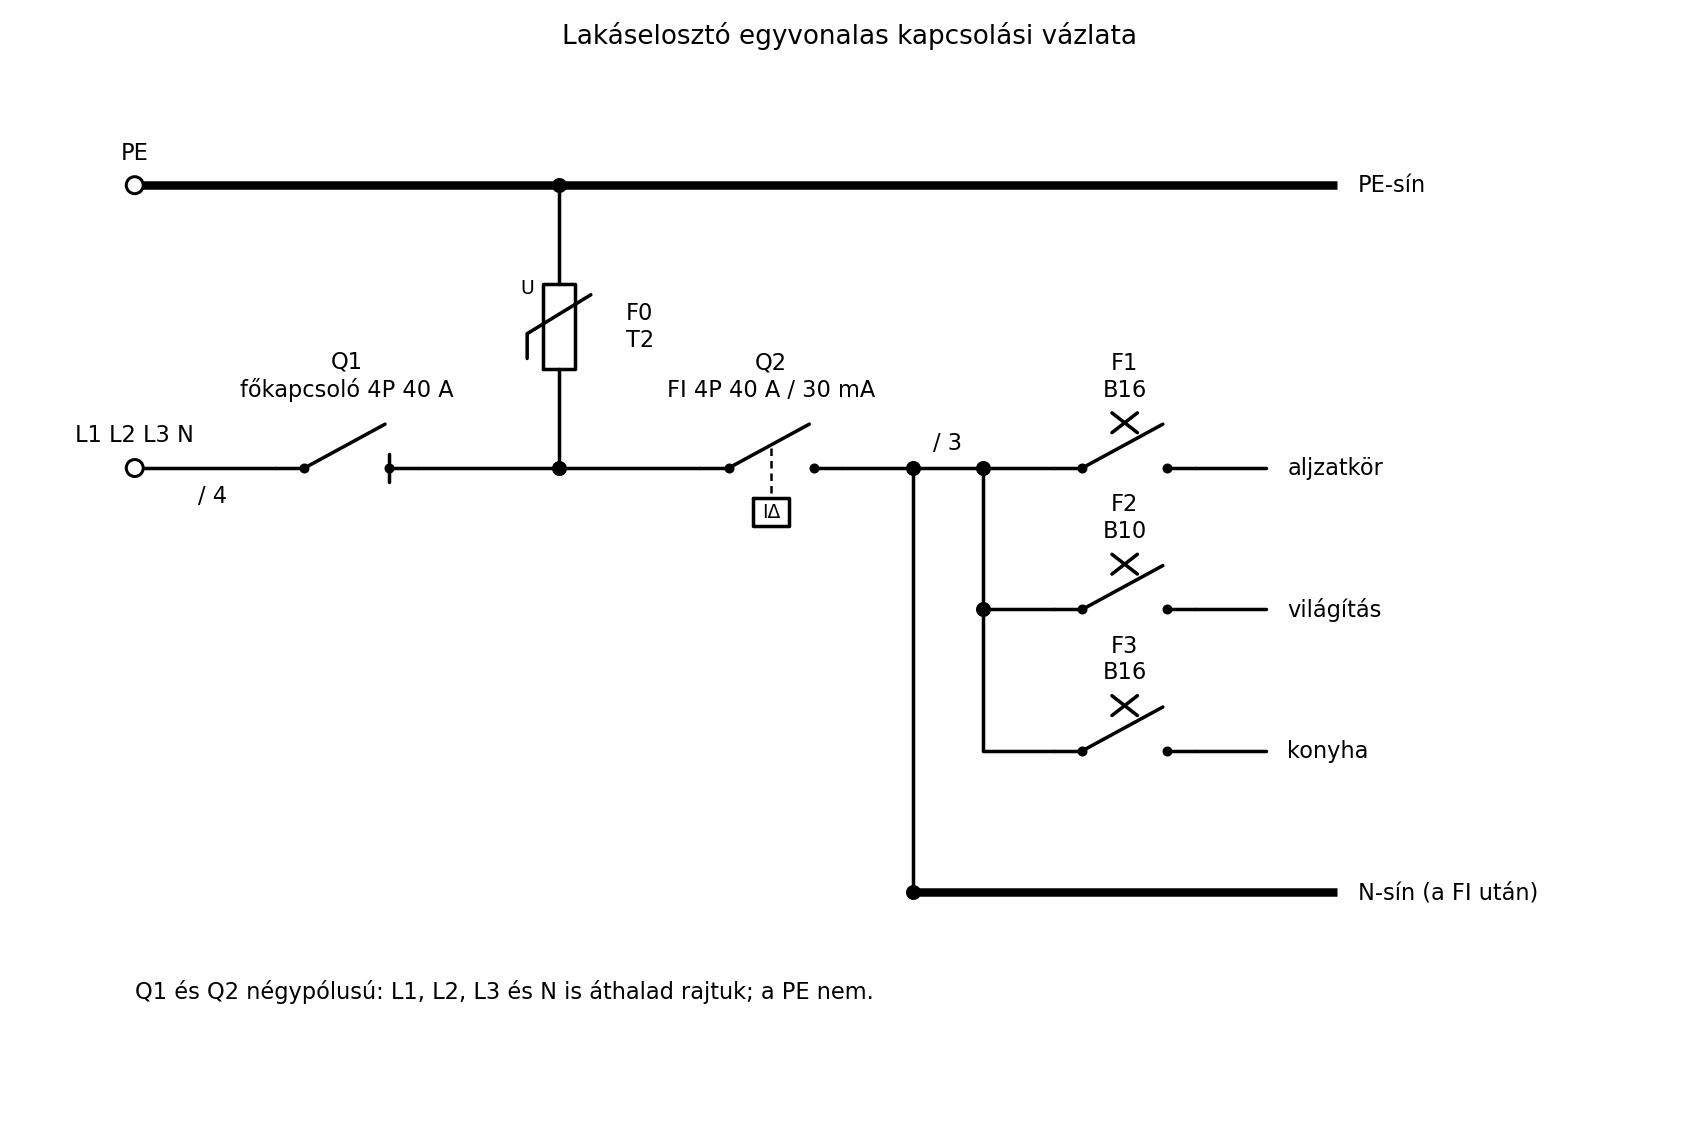 Lakáselosztó egyvonalas kapcsolási vázlata
PE
PE-sín
U
F0
T2
Q1
főkapcsoló 4P 40 A
Q2
FI 4P 40 A / 30 mA
F1
B16
L1 L2 L3 N
/ 4
/ 3
aljzatkör
IΔ
F2
B10
világítás
F3
B16
konyha
N-sín (a FI után)
Q1 és Q2 négypólusú: L1, L2, L3 és N is áthalad rajtuk; a PE nem.